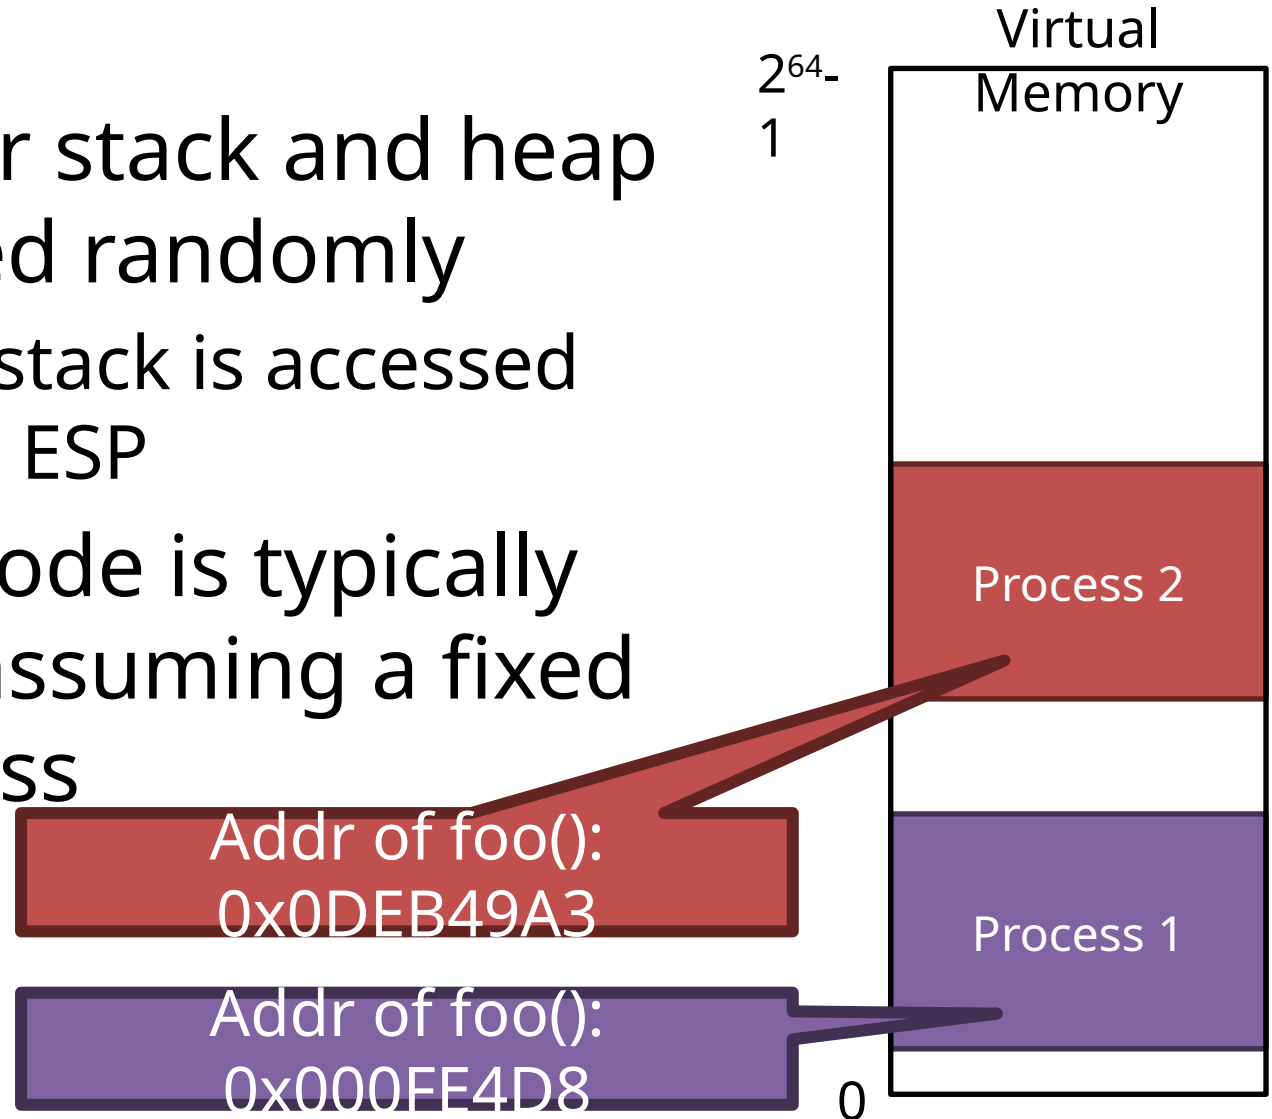 r stack and heap
ed randomly
stack is accessed
ESP
ode is typically
assuming a fixed
ss
Addr of foo():
0x0DEB49A3
Addr of foo():
0x000FE4D8
Virtual
Memory
2⁶⁴-
1
Process 2
Process 1
0